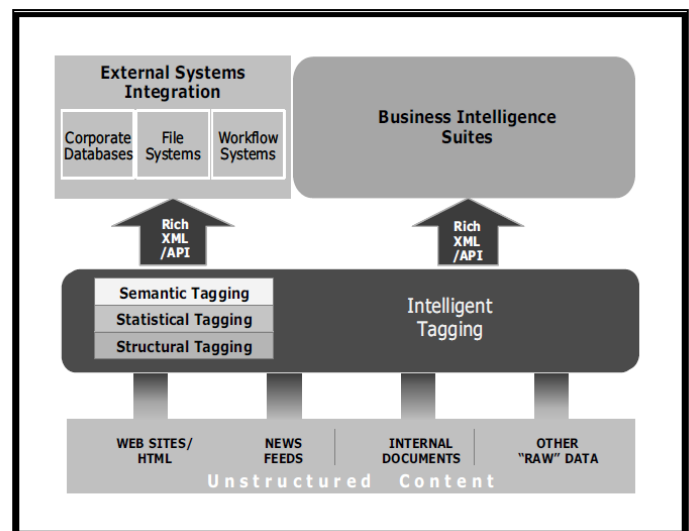 External Systems
Integration
Corporate
Databases
File
Systems
Workflow
Systems
Business Intelligence
Suites
Rich
XML
/API
Rich
XML
/API
Semantic Tagging
Statistical Tagging
Structural Tagging
Intelligent
Tagging
WEB SITES/
HTML
NEWS
FEEDS
INTERNAL
DOCUMENTS
OTHER
“RAW” DATA
Unstructured Content